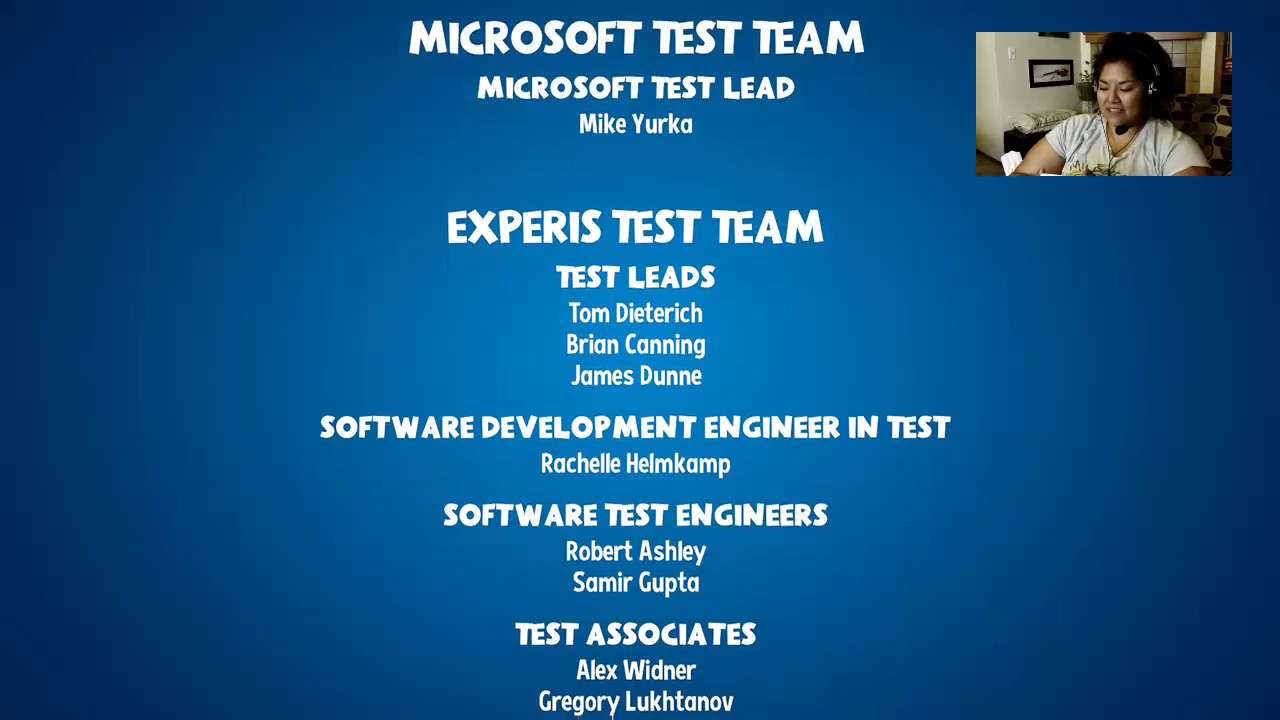 MICROSOFT TEST TEAM
MICROSOFT TEST LEAD
Mike Yurka
EXPERIS TEST TEAM
TEST LEADS
Tom Dieterich
Brian Canning
James Dunne
SOFTWARE DEVELOPMENT ENGINEER IN TEST
Rachelle Helmkamp
SOFTWARE TEST ENGINEERS
Robert Ashley
Samir Gupta
TEST ASSOCIATES
Alex Widner
Gregory Lukhtanov